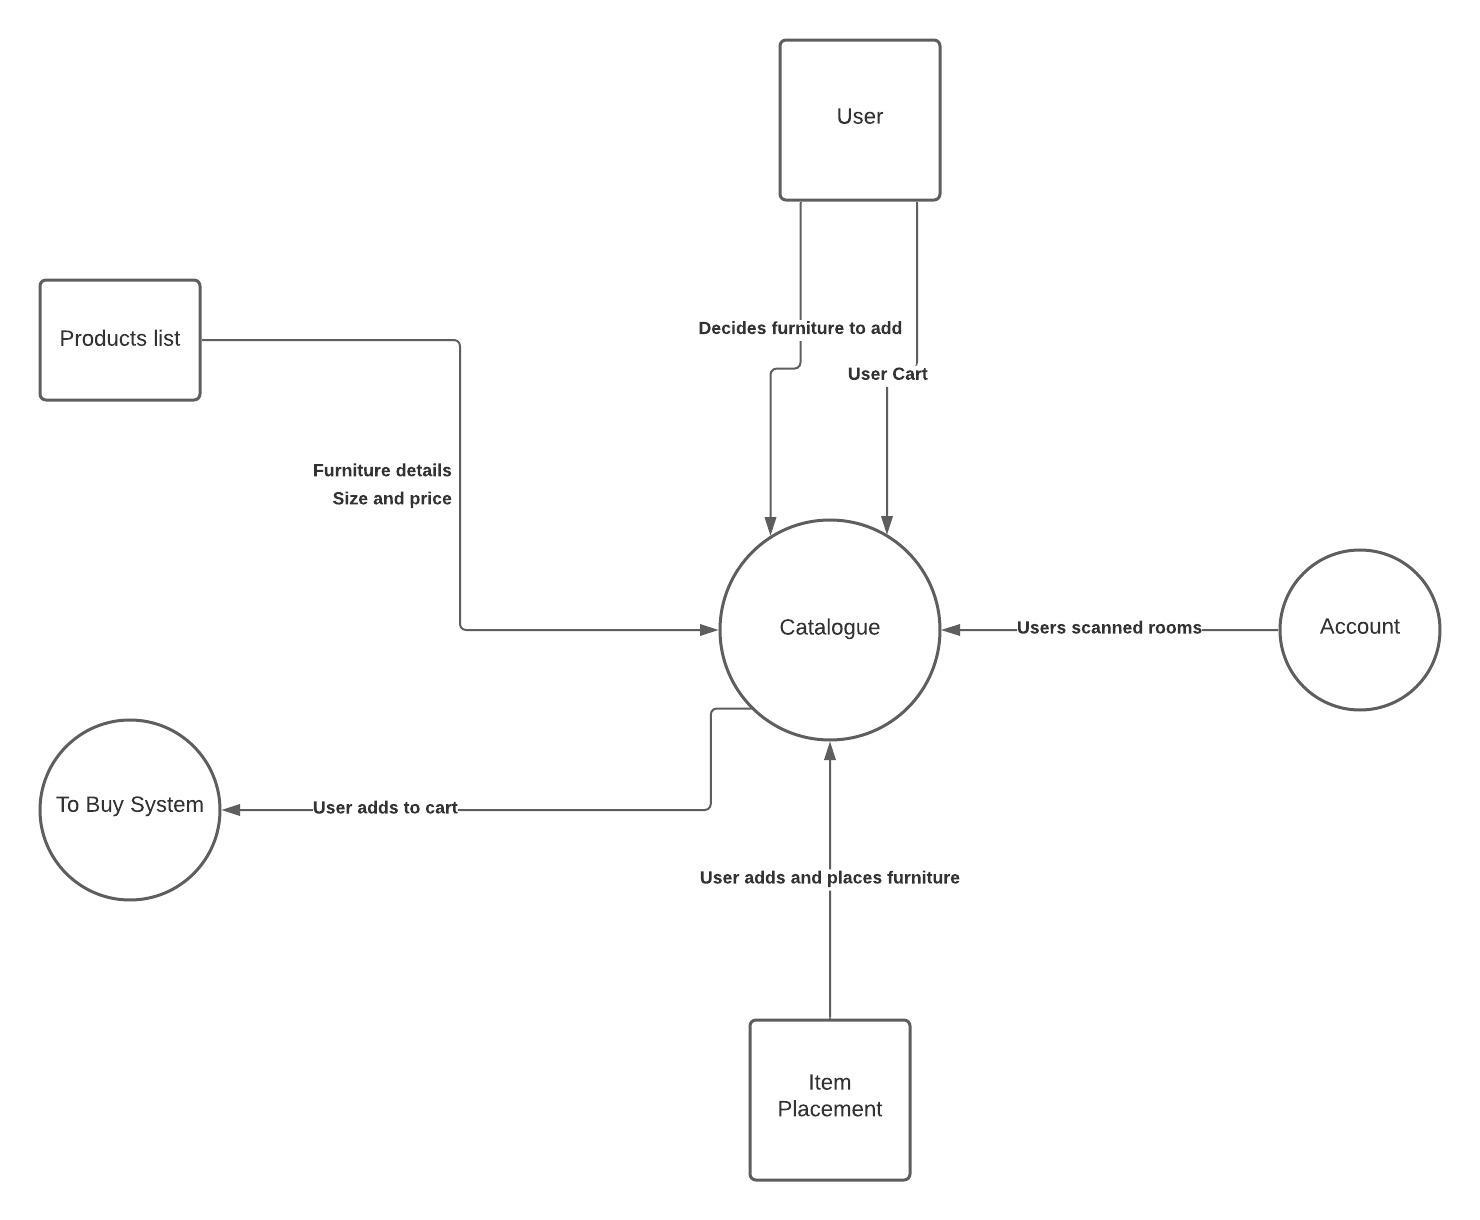 User
Products list
Decides furniture to add
User Cart
Furniture details
Size and price
Catalogue
Users scanned rooms
Account
To Buy System
User adds to cart
User adds and places furniture
Item
Placement